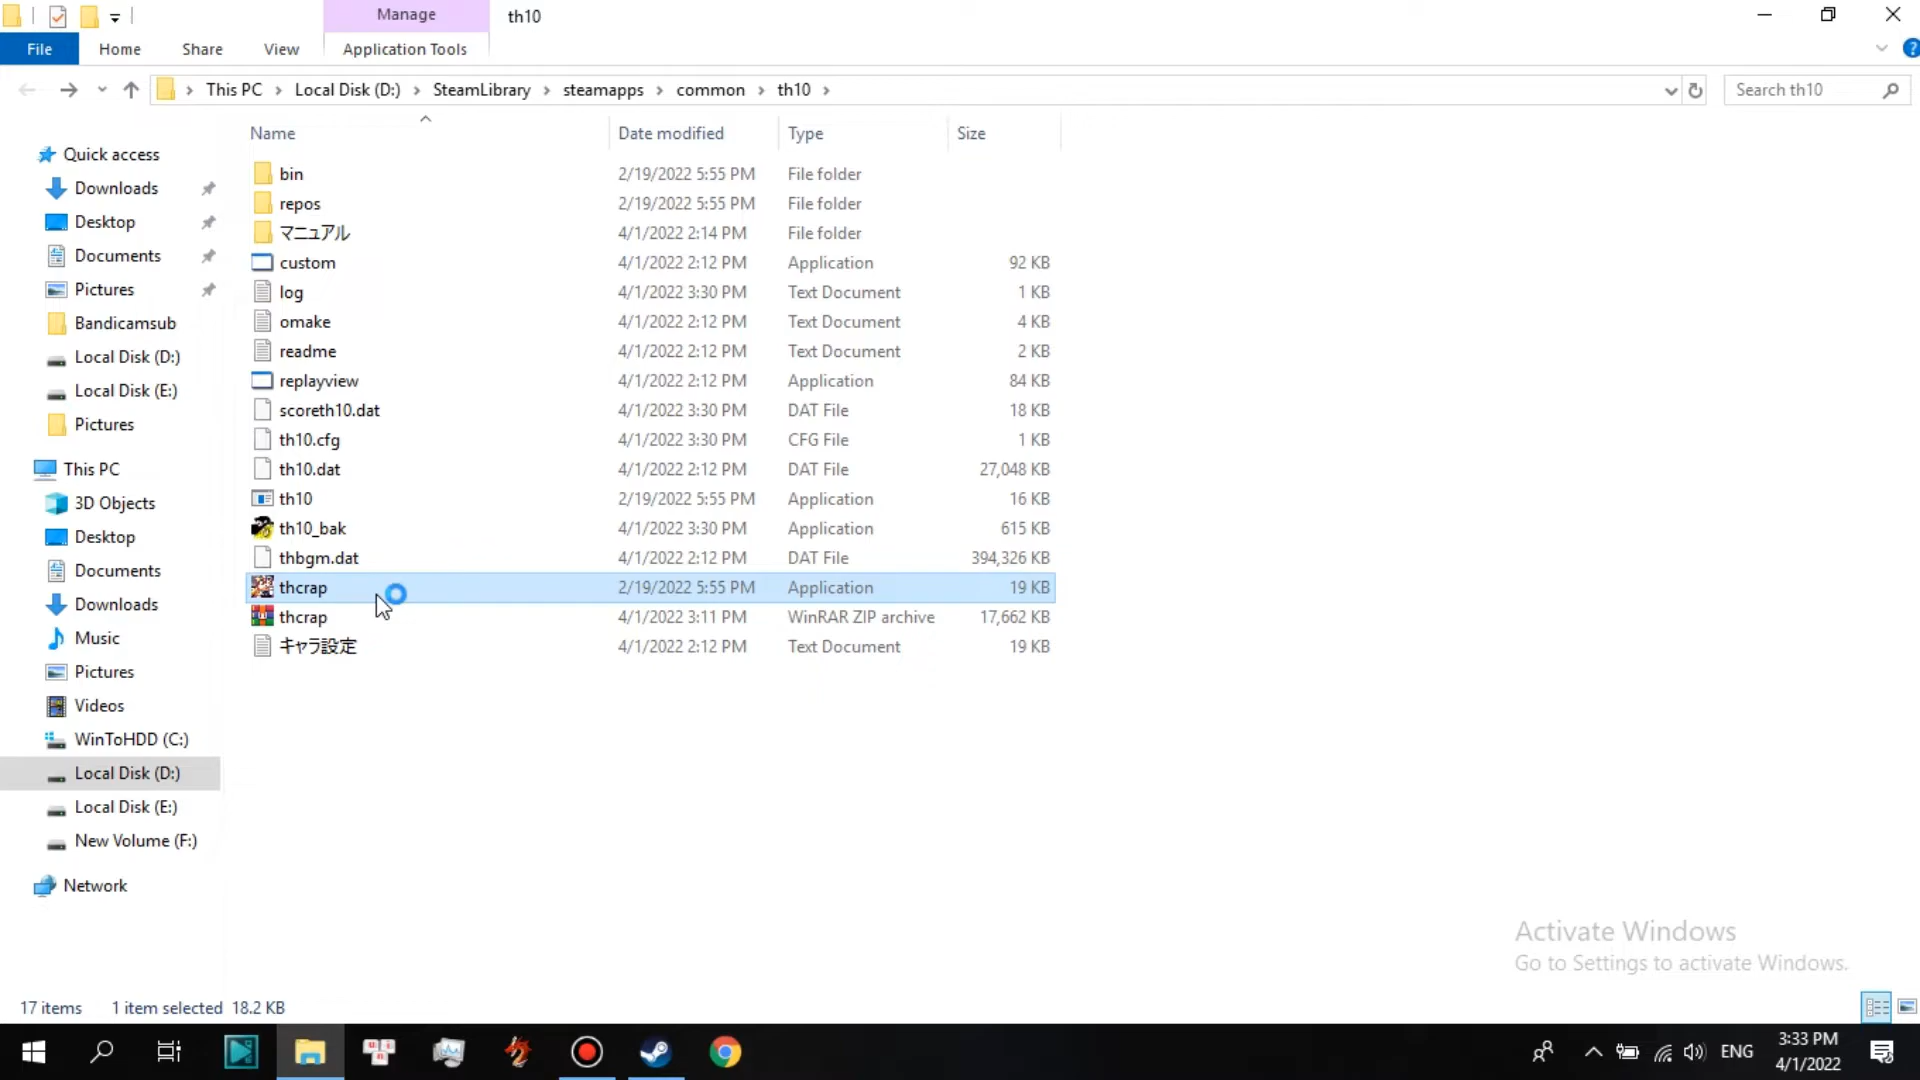 Manage
th10
File
Home
Share
View
Application Tools
This PC
Local Disk (D:)
SteamLibrary
steamapps
common
th10
Search th10
Name
Date modified
Type
Size
Quick access
Downloads
Desktop
Documents
Pictures
Bandicamsub
Local Disk (D:)
Local Disk (E:)
Pictures
This PC
3D Objects
Desktop
Documents
Downloads
Music
Pictures
Videos
WinToHDD (C:)
Local Disk (D:)
Local Disk (E:)
New Volume (F:)
Network
bin 2/19/2022 5:55 PM File folder
repos 2/19/2022 5:55 PM File folder
マニュアル 4/1/2022 2:14 PM File folder
custom 4/1/2022 2:12 PM Application 92 KB
log 4/1/2022 3:30 PM Text Document 1 KB
omake 4/1/2022 2:12 PM Text Document 4 KB
readme 4/1/2022 2:12 PM Text Document 2 KB
replayview 4/1/2022 2:12 PM Application 84 KB
scoreth10.dat 4/1/2022 3:30 PM DAT File 18 KB
th10.cfg 4/1/2022 3:30 PM CFG File 1 KB
th10.dat 4/1/2022 2:12 PM DAT File 27,048 KB
th10 2/19/2022 5:55 PM Application 16 KB
th10_bak 4/1/2022 3:30 PM Application 615 KB
thbgm.dat 4/1/2022 2:12 PM DAT File 394,326 KB
thcrap 2/19/2022 5:55 PM Application 19 KB
thcrap 4/1/2022 3:11 PM WinRAR ZIP archive 17,662 KB
キャラ設定 4/1/2022 2:12 PM Text Document 19 KB
Activate Windows
Go to Settings to activate Windows.
17 items 1 item selected 18.2 KB
ENG
3:33 PM
4/1/2022